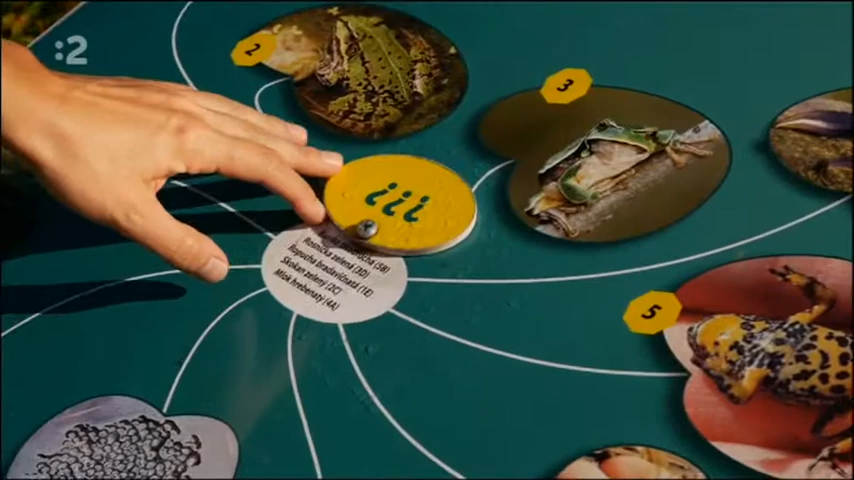 :2
2
3
???
Rosnička zelená (3D)
Ropucha bradavičnatá (1E)
Skokan zelený (2C)
Mlok hrebenatý (4A)
5